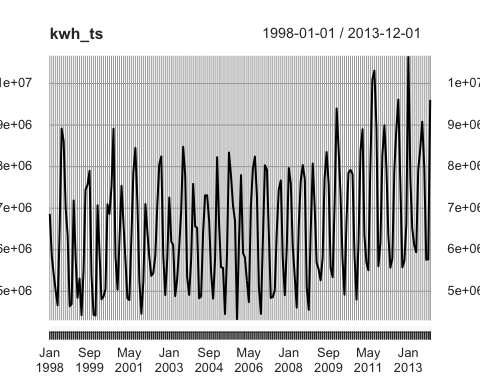 kwh_ts 1998-01-01 / 2013-12-01
1e+07 1e+07
9e+06 9e+06
8e+06 8e+06
7e+06 7e+06
6e+06 6e+06
5e+06 5e+06
Jan Sep May Jan Sep May Jan Sep May Jan
1998 1999 2001 2003 2004 2006 2008 2009 2011 2013